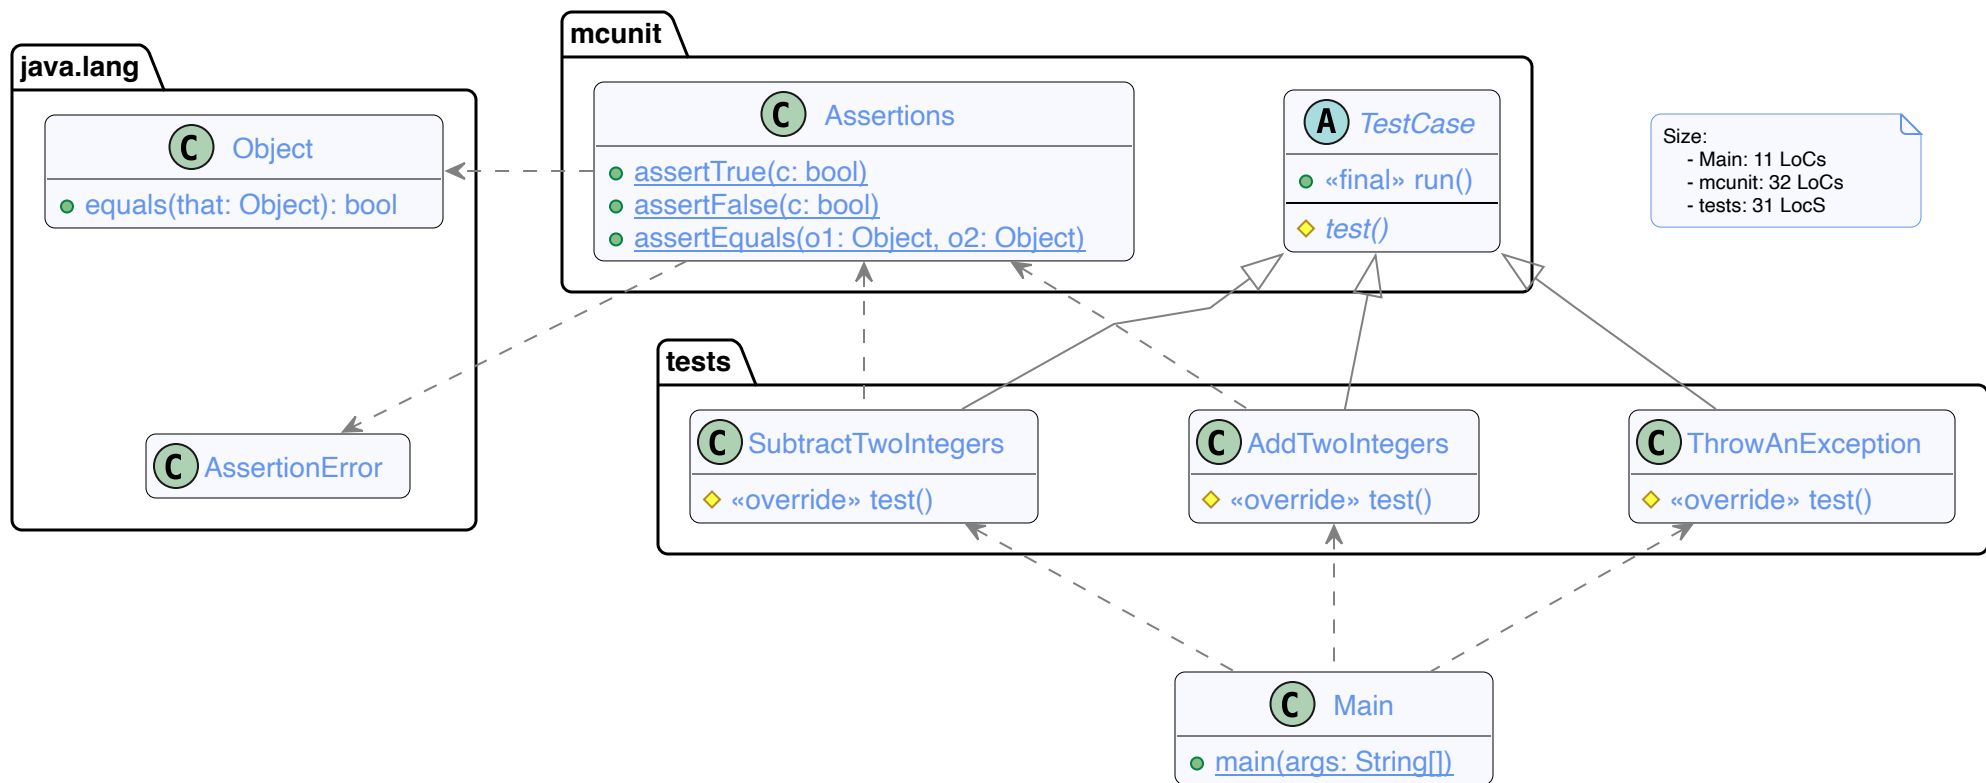 java.lang
C Object
equals(that: Object): bool
C AssertionError
mcunit
C Assertions
assertTrue(c: bool)
assertFalse(c: bool)
assertEquals(o1: Object, o2: Object)
A TestCase
«final» run()
test()
Size:
- Main: 11 LoCs
- mcunit: 32 LoCs
- tests: 31 LocS
tests
C SubtractTwoIntegers
«override» test()
C AddTwoIntegers
«override» test()
C ThrowAnException
«override» test()
C Main
main(args: String[])